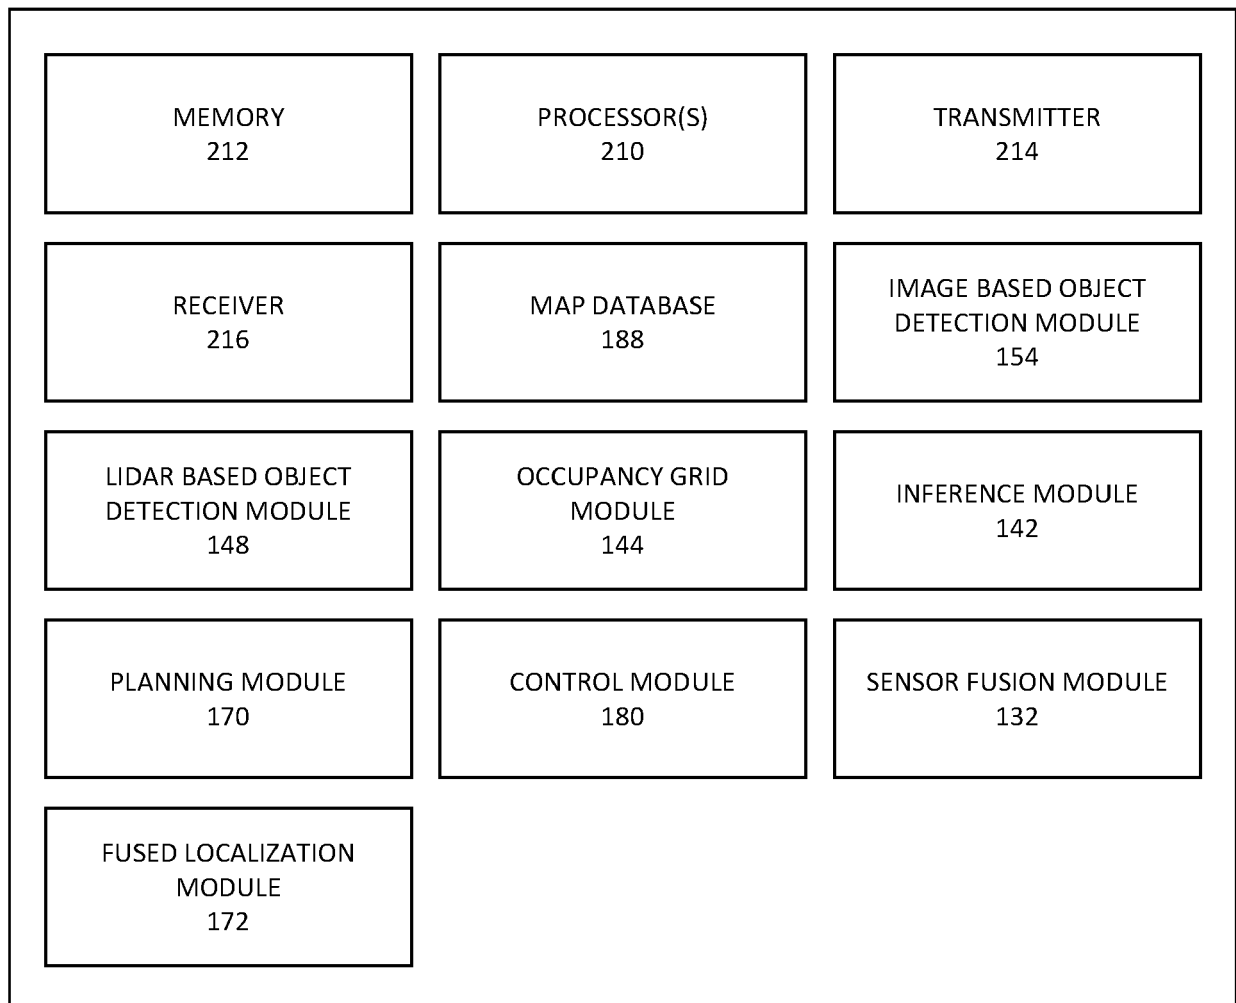 MEMORY
212
PROCESSOR(S)
210
TRANSMITTER
214
RECEIVER
216
MAP DATABASE
188
IMAGE BASED OBJECT
DETECTION MODULE
154
LIDAR BASED OBJECT
DETECTION MODULE
148
OCCUPANCY GRID
MODULE
144
INFERENCE MODULE
142
PLANNING MODULE
170
CONTROL MODULE
180
SENSOR FUSION MODULE
132
FUSED LOCALIZATION
MODULE
172